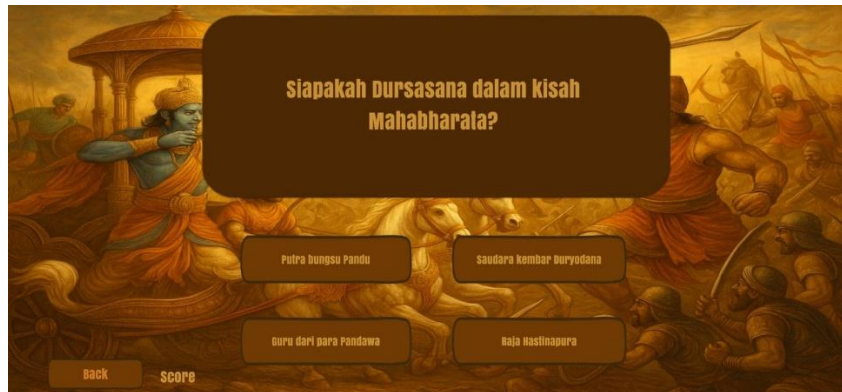 Siapakah Dursasana dalam kisah
Mahabharata?
Putra bungsu Pandu
Saudara kembar Duryodana
Guru dari para Pandawa
Raja Hastinapura
Back
Score